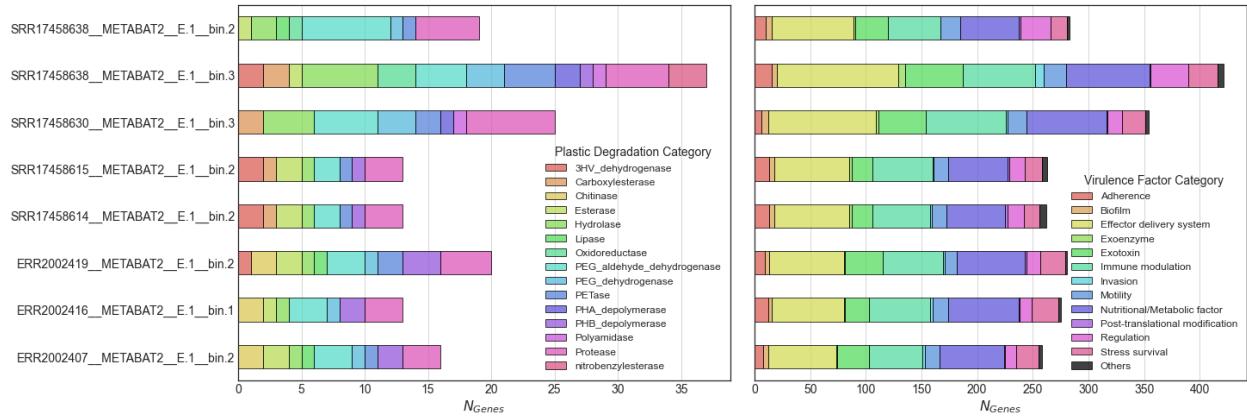 SRR17458638__METABAT2__E.1__bin.2
SRR17458638__METABAT2__E.1__bin.3
SRR17458630__METABAT2__E.1__bin.3
SRR17458615__METABAT2__E.1__bin.2
SRR17458614__METABAT2__E.1__bin.2
ERR2002419__METABAT2__E.1__bin.2
ERR2002416__METABAT2__E.1__bin.1
ERR2002407__METABAT2__E.1__bin.2
Plastic Degradation Category
3HV_dehydrogenase
Carboxylesterase
Chitinase
Esterase
Hydrolase
Lipase
Oxidoreductase
PEG_aldehyde_dehydrogenase
PEG_dehydrogenase
PETase
PHA_depolymerase
PHB_depolymerase
Polyamidase
Protease
nitrobenzylesterase
0 5 10 15 20 25 30 35
N_Genes
Virulence Factor Category
Adherence
Biofilm
Effector delivery system
Exoenzyme
Exotoxin
Immune modulation
Invasion
Motility
Nutritional/Metabolic factor
Post-translational modification
Regulation
Stress survival
Others
0 50 100 150 200 250 300 350 400
N_Genes